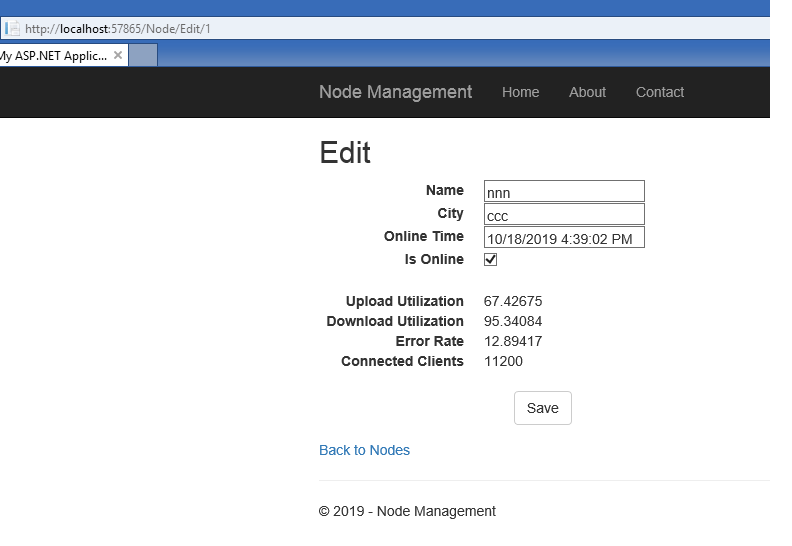 http://localhost:57865/Node/Edit/1
My ASP.NET Applic...
Node Management Home About Contact
Edit
Name nnn
City ccc
Online Time 10/18/2019 4:39:02 PM
Is Online
Upload Utilization 67.42675
Download Utilization 95.34084
Error Rate 12.89417
Connected Clients 11200
Save
Back to Nodes
© 2019 - Node Management